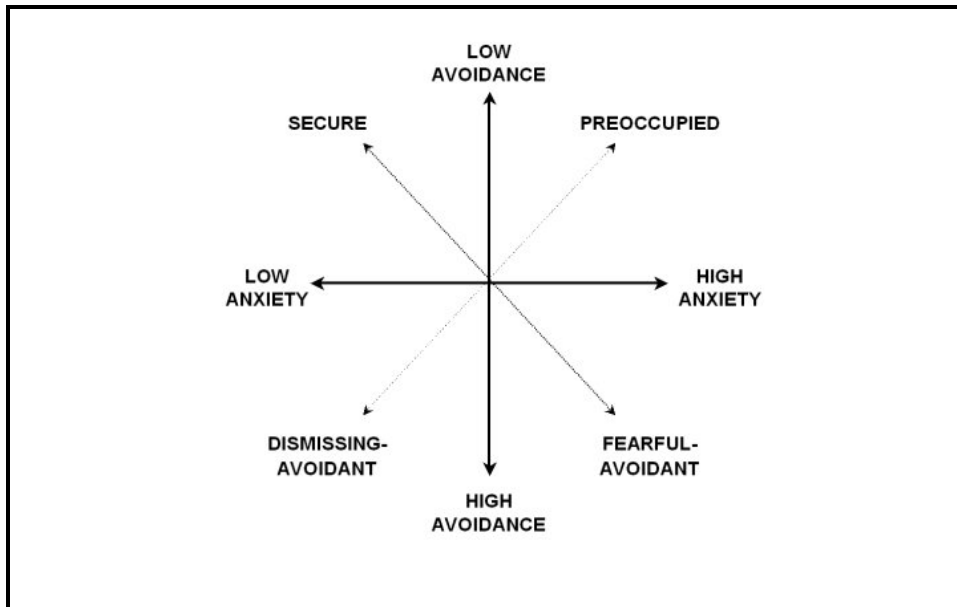 LOW
AVOIDANCE
SECURE
PREOCCUPIED
LOW
ANXIETY
HIGH
ANXIETY
DISMISSING-
AVOIDANT
FEARFUL-
AVOIDANT
HIGH
AVOIDANCE